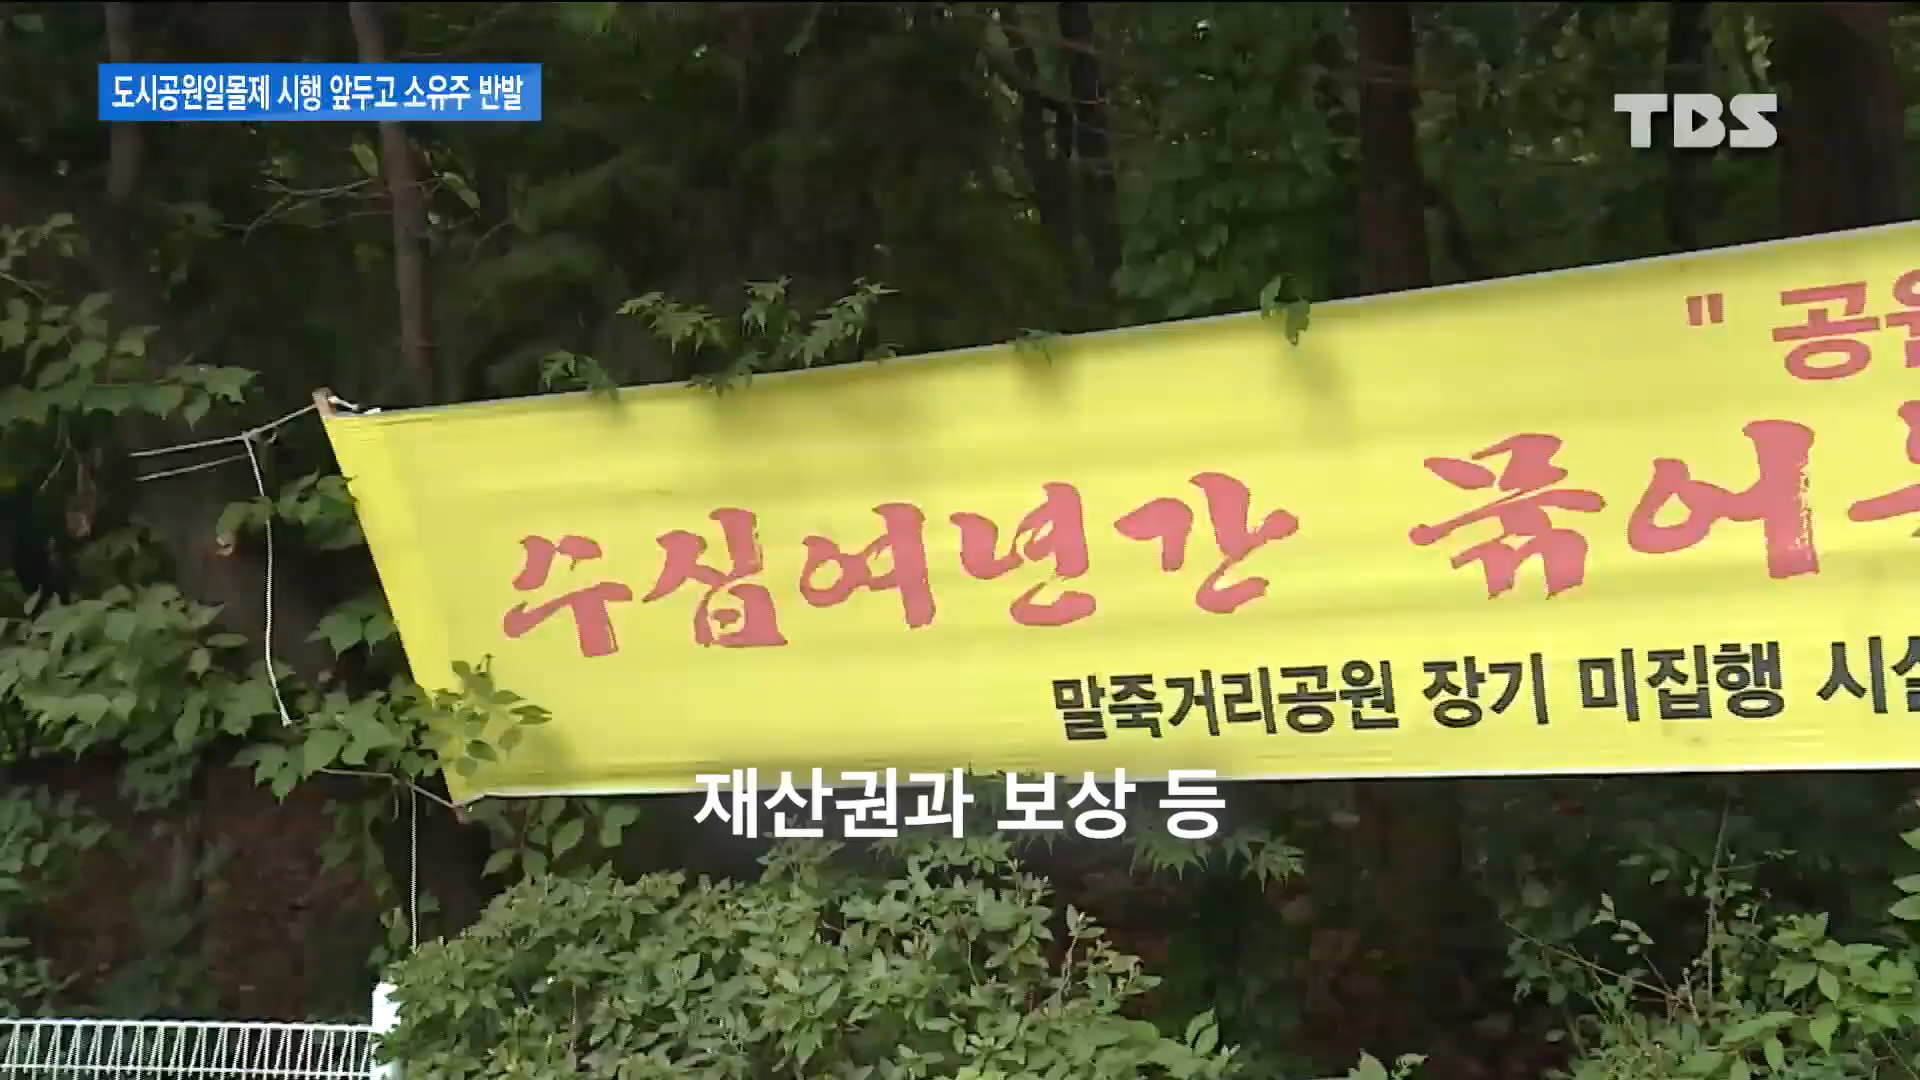 도시공원일몰제 시행 앞두고 소유주 반발
TBS
" 공원
수십여년간 묶어
말죽거리공원 장기 미집행 시설
재산권과 보상 등